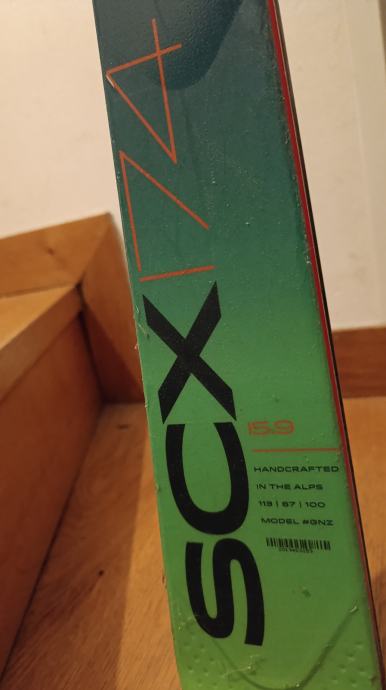 174
SCX
15.9
HANDCRAFTED
IN THE ALPS
113 | 67 | 100
MODEL #GNZ